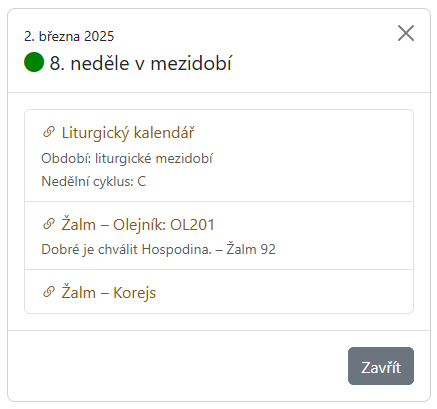 2. března 2025
8. neděle v mezidobí
Liturgický kalendář
Období: liturgické mezidobí
Nedělní cyklus: C
Žalm – Olejník: OL201
Dobré je chválit Hospodina. – Žalm 92
Žalm – Korejs
Zavřít